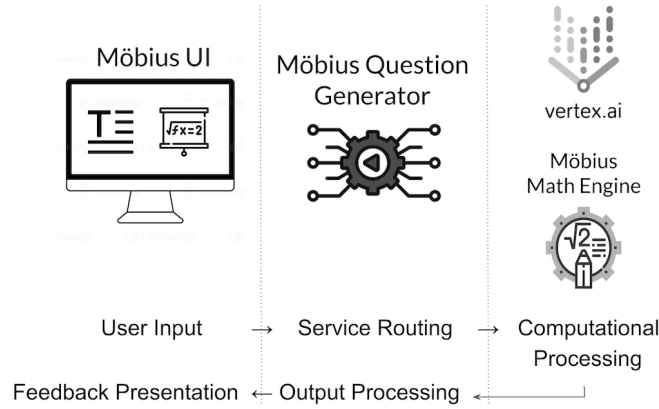 Möbius UI
Möbius Question
Generator
vertex.ai
Möbius
Math Engine
T
√fx=2
√2
User Input → Service Routing → Computational
Processing
Feedback Presentation ← Output Processing